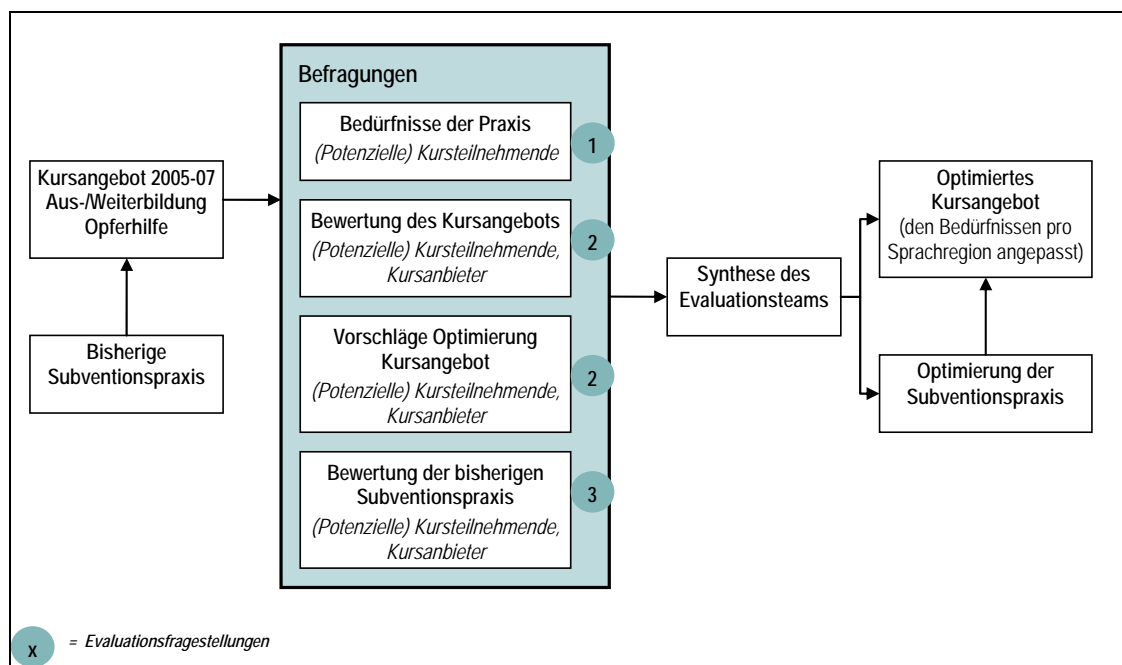 Befragungen
Bedürfnisse der Praxis
(Potenzielle) Kursteilnehmende
1
Kursangebot 2005-07
Aus-/Weiterbildung
Opferhilfe
Bewertung des Kursangebots
(Potenzielle) Kursteilnehmende,
Kursanbieter
2
Bisherige
Subventionspraxis
Vorschläge Optimierung
Kursangebot
(Potenzielle) Kursteilnehmende,
Kursanbieter
2
Bewertung der bisherigen
Subventionspraxis
(Potenzielle) Kursteilnehmende,
Kursanbieter
3
Synthese des
Evaluationsteams
Optimiertes
Kursangebot
(den Bedürfnissen pro
Sprachregion angepasst)
Optimierung der
Subventionspraxis
x = Evaluationsfragestellungen